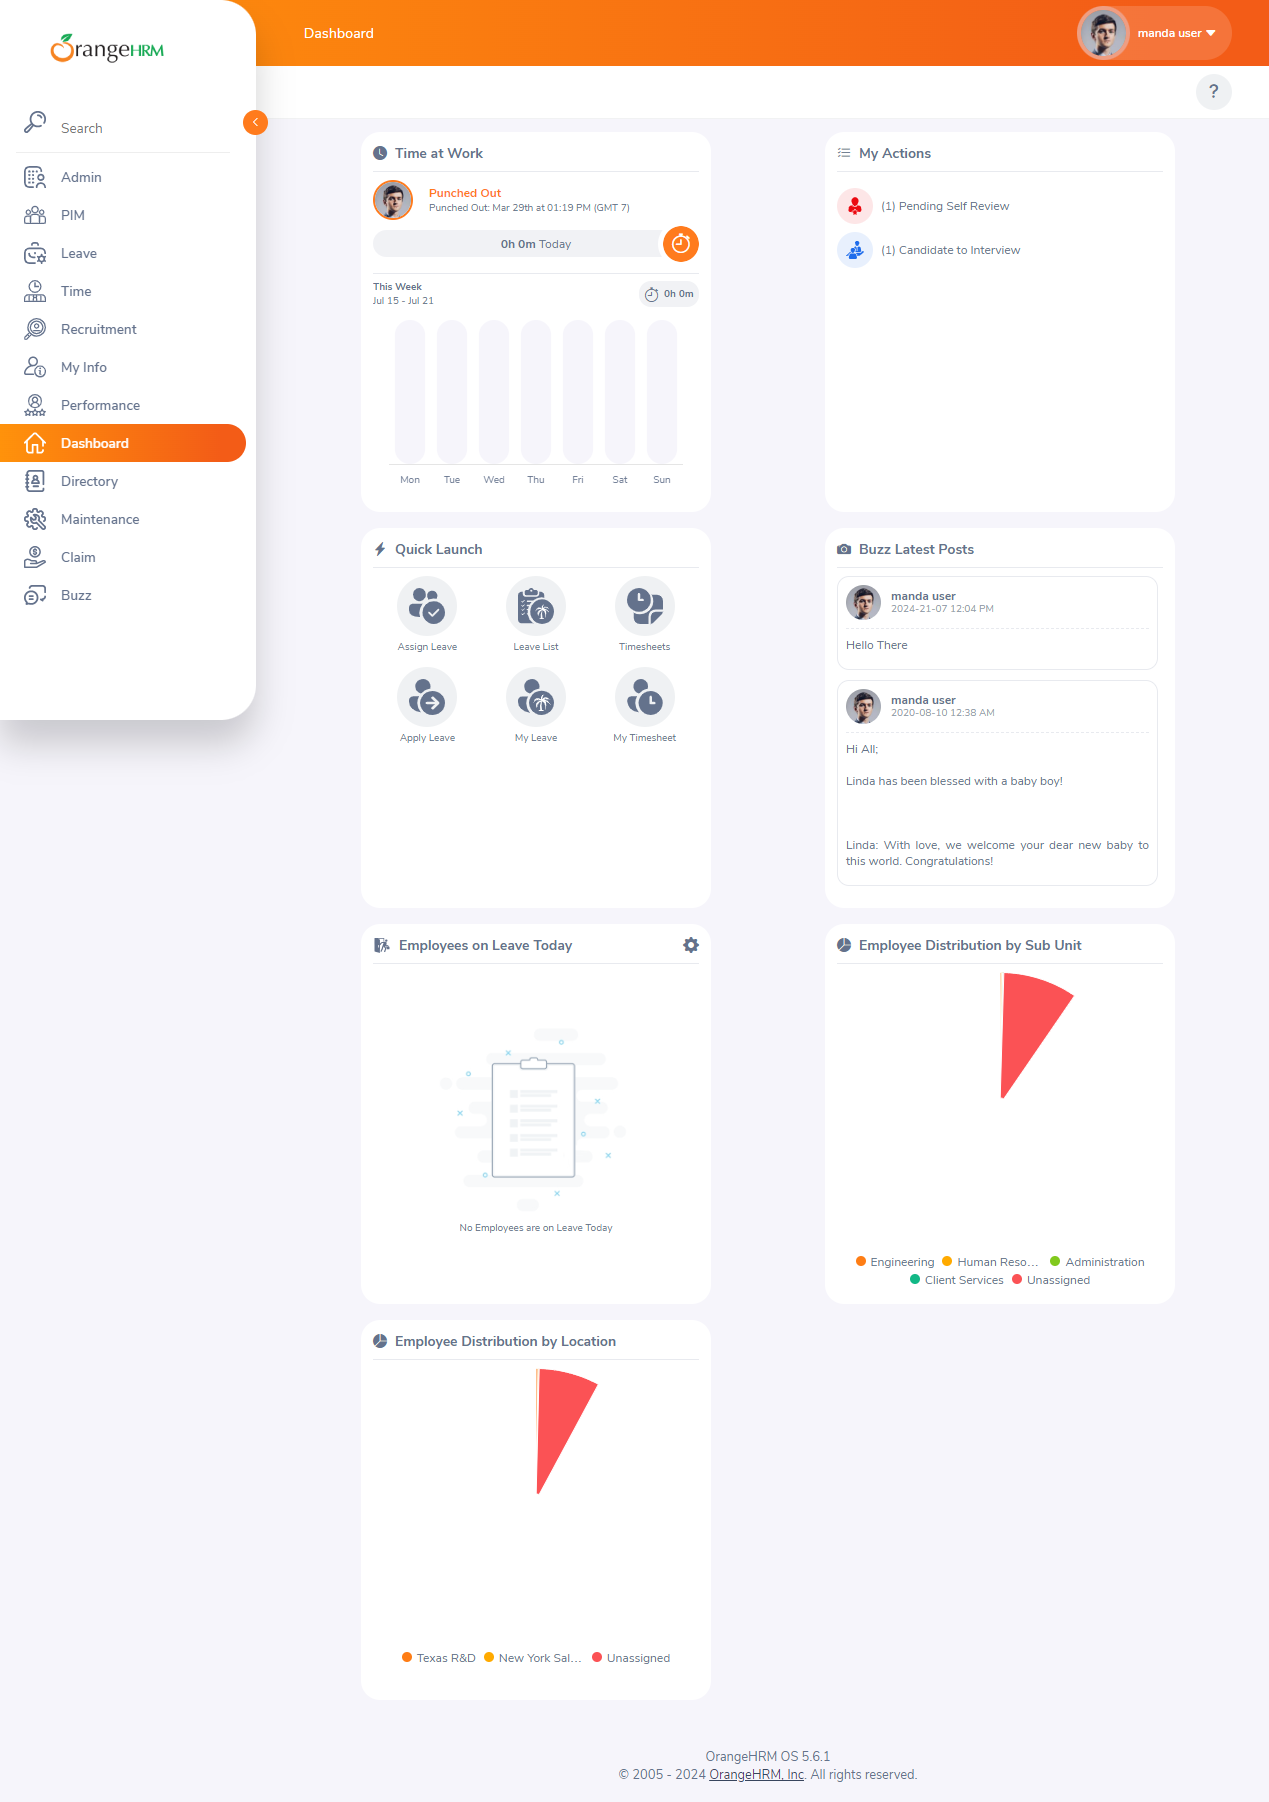 OrangeHRM
Dashboard
manda user
?
Search
Admin
PIM
Leave
Time
Recruitment
My Info
Performance
Dashboard
Directory
Maintenance
Claim
Buzz
Time at Work
Punched Out
Punched Out: Mar 29th at 01:19 PM (GMT 7)
0h 0m Today
This Week
Jul 15 - Jul 21
0h 0m
Mon Tue Wed Thu Fri Sat Sun
My Actions
(1) Pending Self Review
(1) Candidate to Interview
Quick Launch
Assign Leave Leave List Timesheets
Apply Leave My Leave My Timesheet
Buzz Latest Posts
manda user
2024-21-07 12:04 PM
Hello There
manda user
2020-08-10 12:38 AM
Hi All;
Linda has been blessed with a baby boy!
Linda: With love, we welcome your dear new baby to
this world. Congratulations!
Employees on Leave Today
No Employees are on Leave Today
Employee Distribution by Sub Unit
Engineering Human Reso... Administration
Client Services Unassigned
Employee Distribution by Location
Texas R&D New York Sal... Unassigned
OrangeHRM OS 5.6.1
© 2005 - 2024 OrangeHRM, Inc. All rights reserved.